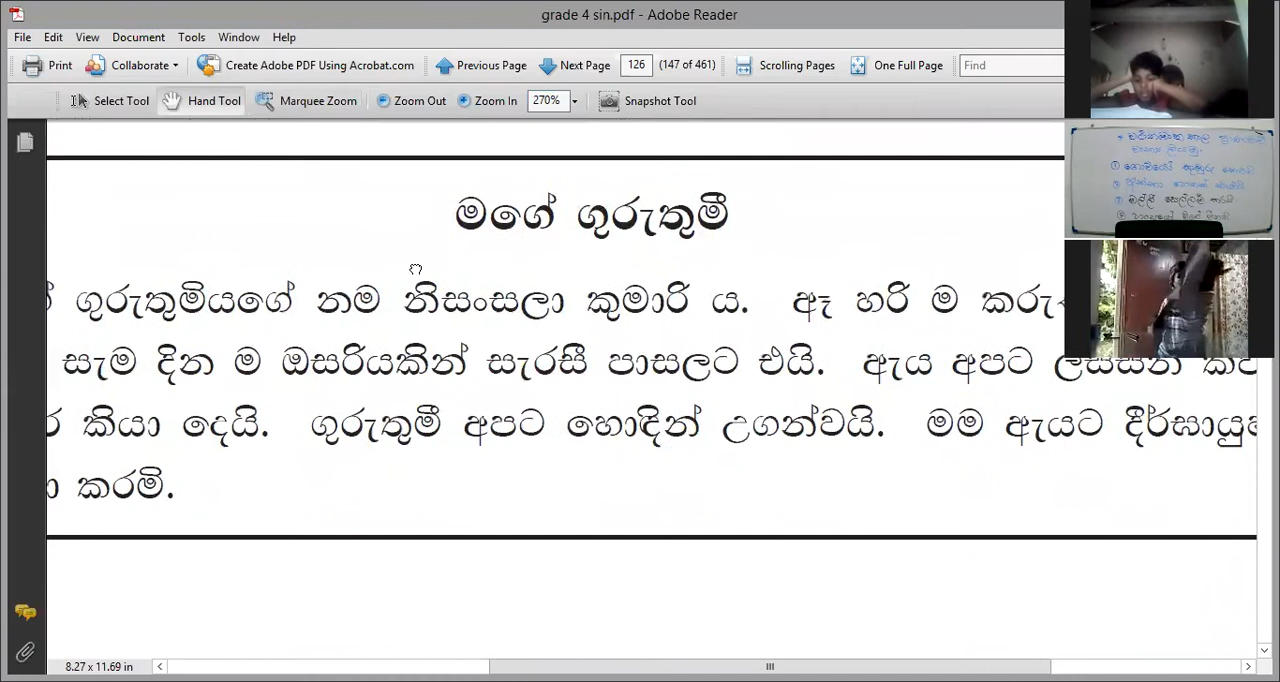 grade 4 sin.pdf - Adobe Reader
File Edit View Document Tools Window Help
Print Collaborate Create Adobe PDF Using Acrobat.com Previous Page Next Page 126 (147 of 461) Scrolling Pages One Full Page Find
Select Tool Hand Tool Marquee Zoom Zoom Out Zoom In 270% Snapshot Tool
මගේ ගුරුතුමී
ගුරුතුමියගේ නම නිසංසලා කුමාරි ය. ඈ හරි ම
සැම දින ම ඔසරියකින් සැරසී පාසලට එයි. ඇය අපට ලස්සන
කියා දෙයි. ගුරුතුමී අපට හොඳින් උගන්වයි. මම ඇයට
කරමි.
8.27 x 11.69 in